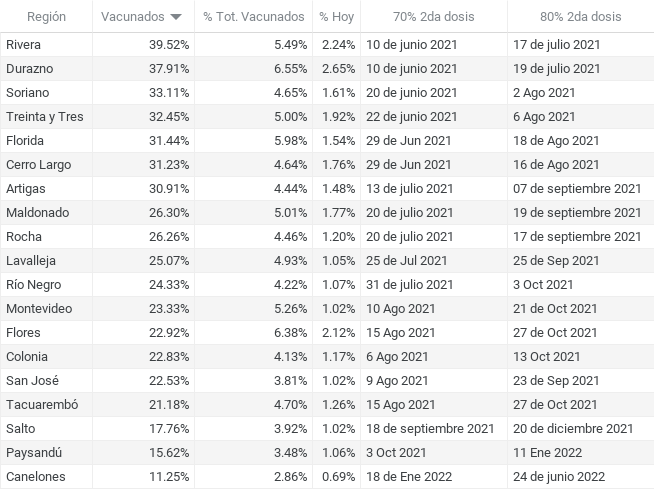 Región Vacunados % Tot. Vacunados % Hoy 70% 2da dosis 80% 2da dosis
Rivera 39.52% 5.49% 2.24% 10 de junio 2021 17 de julio 2021
Durazno 37.91% 6.55% 2.65% 10 de junio 2021 19 de julio 2021
Soriano 33.11% 4.65% 1.61% 20 de junio 2021 2 Ago 2021
Treinta y Tres 32.45% 5.00% 1.92% 22 de junio 2021 6 Ago 2021
Florida 31.44% 5.98% 1.54% 29 de Jun 2021 18 de Ago 2021
Cerro Largo 31.23% 4.64% 1.76% 29 de Jun 2021 16 de Ago 2021
Artigas 30.91% 4.44% 1.48% 13 de julio 2021 07 de septiembre 2021
Maldonado 26.30% 5.01% 1.77% 20 de julio 2021 19 de septiembre 2021
Rocha 26.26% 4.46% 1.20% 20 de julio 2021 17 de septiembre 2021
Lavalleja 25.07% 4.93% 1.05% 25 de Jul 2021 25 de Sep 2021
Río Negro 24.33% 4.22% 1.07% 31 de julio 2021 3 Oct 2021
Montevideo 23.33% 5.26% 1.02% 10 Ago 2021 21 de Oct 2021
Flores 22.92% 6.38% 2.12% 15 Ago 2021 27 de Oct 2021
Colonia 22.83% 4.13% 1.17% 6 Ago 2021 13 Oct 2021
San José 22.53% 3.81% 1.02% 9 Ago 2021 23 de Sep 2021
Tacuarembó 21.18% 4.70% 1.26% 15 Ago 2021 27 de Oct 2021
Salto 17.76% 3.92% 1.02% 18 de septiembre 2021 20 de diciembre 2021
Paysandú 15.62% 3.48% 1.06% 3 Oct 2021 11 Ene 2022
Canelones 11.25% 2.86% 0.69% 18 de Ene 2022 24 de junio 2022